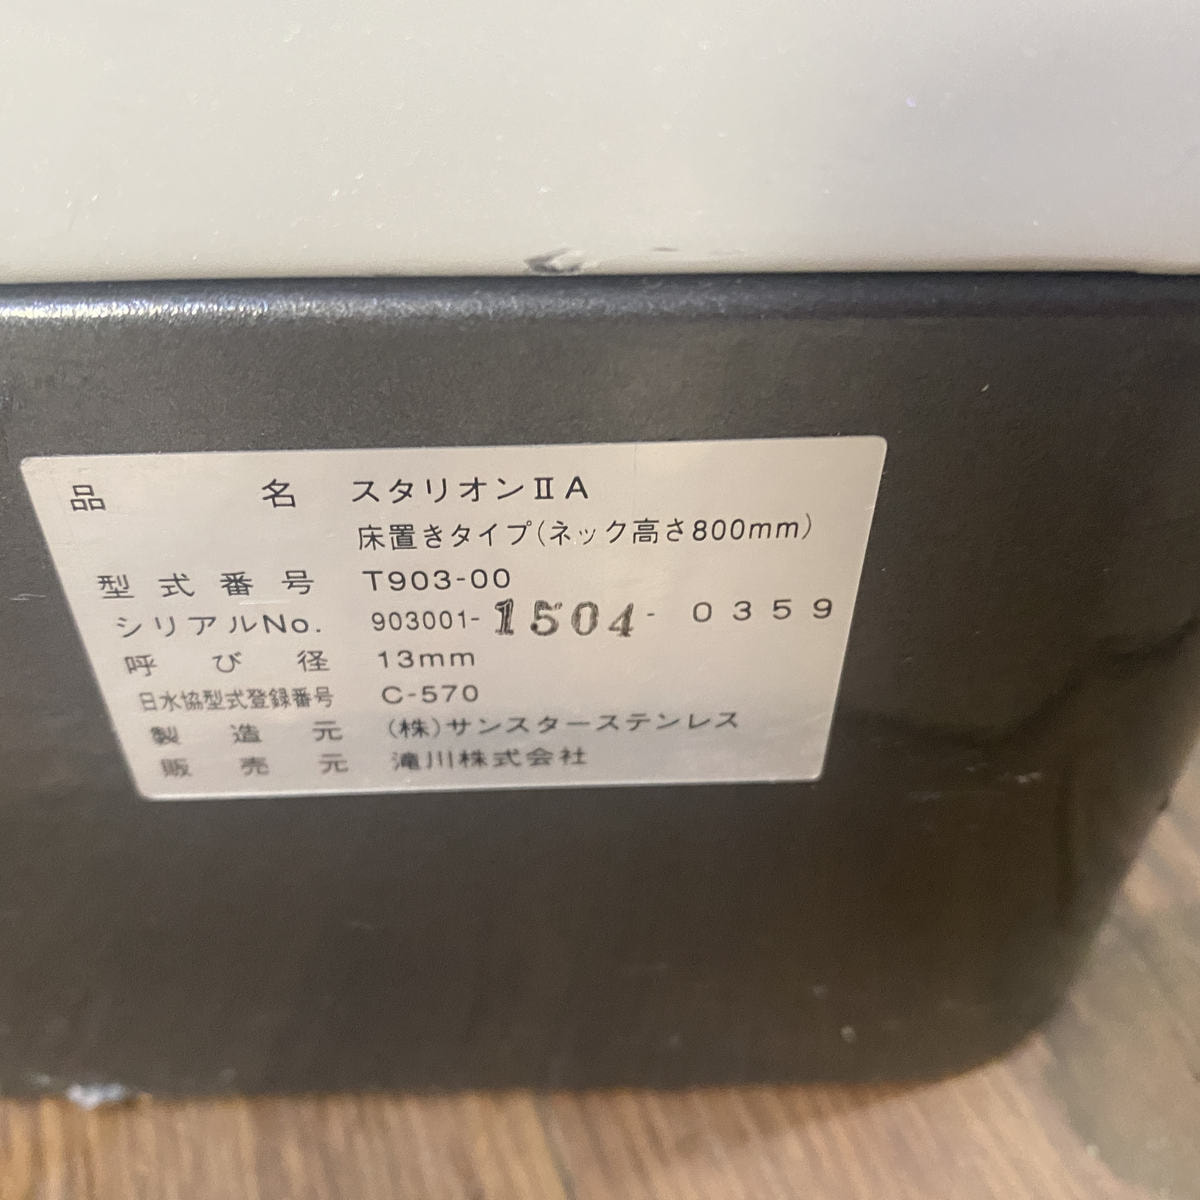 品名 スタリオンⅡA
床置きタイプ(ネック高さ800mm)
型式番号 T903-00
シリアルNo. 903001-1504-0359
呼び径 13mm
日水協型式登録番号 C-570
製造元 (株)サンスターステンレス
販売元 滝川株式会社